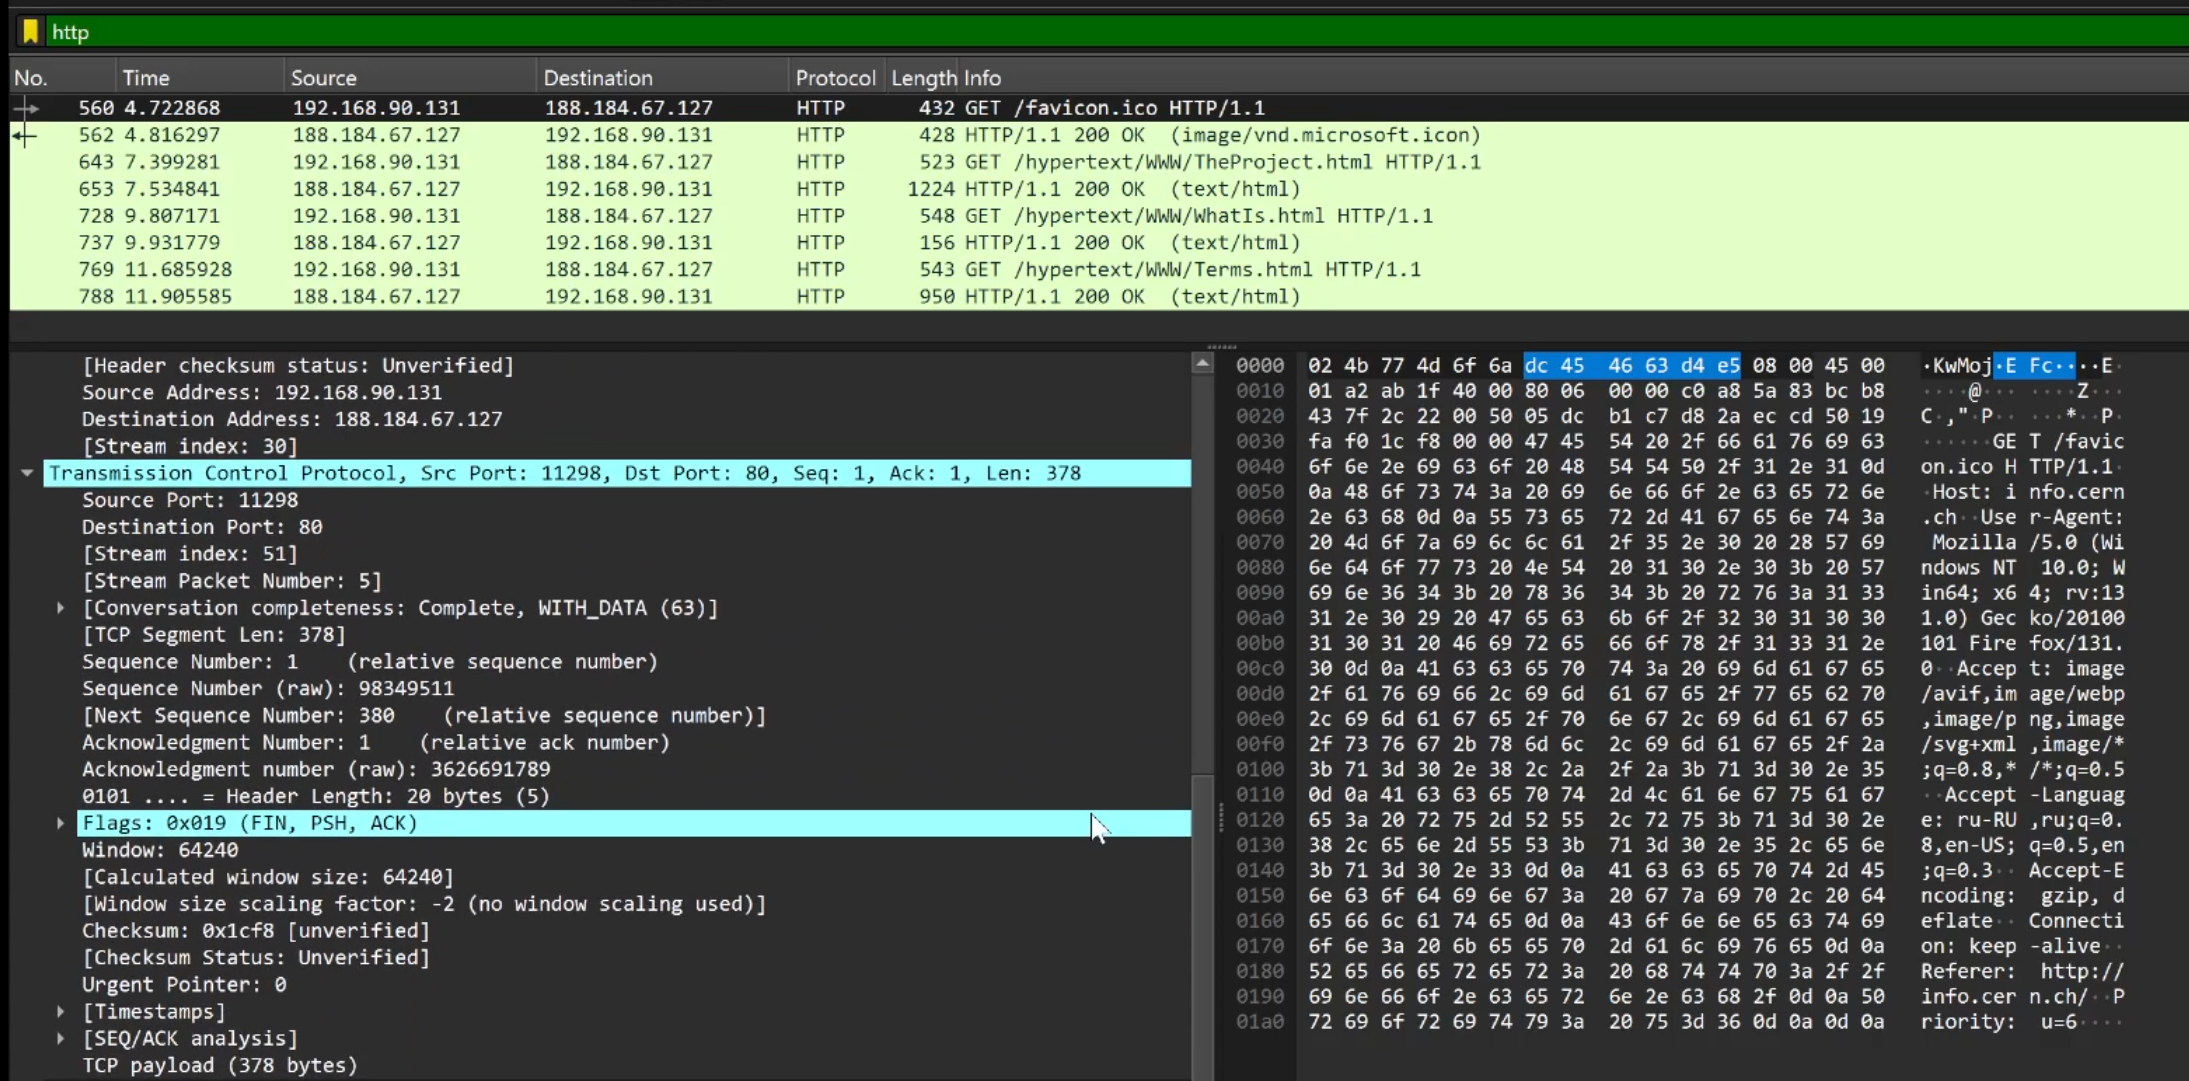 http
No. Time Source Destination Protocol Length Info
560 4.722868 192.168.90.131 188.184.67.127 HTTP 432 GET /favicon.ico HTTP/1.1
562 4.816297 188.184.67.127 192.168.90.131 HTTP 428 HTTP/1.1 200 OK (image/vnd.microsoft.icon)
643 7.399281 192.168.90.131 188.184.67.127 HTTP 523 GET /hypertext/WWW/TheProject.html HTTP/1.1
653 7.534841 188.184.67.127 192.168.90.131 HTTP 1224 HTTP/1.1 200 OK (text/html)
728 9.807171 192.168.90.131 188.184.67.127 HTTP 548 GET /hypertext/WWW/WhatIs.html HTTP/1.1
737 9.931779 188.184.67.127 192.168.90.131 HTTP 156 HTTP/1.1 200 OK (text/html)
769 11.685928 192.168.90.131 188.184.67.127 HTTP 543 GET /hypertext/WWW/Terms.html HTTP/1.1
788 11.905585 188.184.67.127 192.168.90.131 HTTP 950 HTTP/1.1 200 OK (text/html)
[Header checksum status: Unverified]
Source Address: 192.168.90.131
Destination Address: 188.184.67.127
[Stream index: 30]
Transmission Control Protocol, Src Port: 11298, Dst Port: 80, Seq: 1, Ack: 1, Len: 378
Source Port: 11298
Destination Port: 80
[Stream index: 51]
[Stream Packet Number: 5]
[Conversation completeness: Complete, WITH_DATA (63)]
[TCP Segment Len: 378]
Sequence Number: 1 (relative sequence number)
Sequence Number (raw): 98349511
[Next Sequence Number: 380 (relative sequence number)]
Acknowledgment Number: 1 (relative ack number)
Acknowledgment number (raw): 3626691789
0101 .... = Header Length: 20 bytes (5)
Flags: 0x019 (FIN, PSH, ACK)
Window: 64240
[Calculated window size: 64240]
[Window size scaling factor: -2 (no window scaling used)]
Checksum: 0x1cf8 [unverified]
[Checksum Status: Unverified]
Urgent Pointer: 0
[Timestamps]
[SEQ/ACK analysis]
TCP payload (378 bytes)
0000 02 4b 77 4d 6f 6a dc 45 46 63 d4 e5 08 00 45 00 ·KwMoj·E Fc····E·
0010 01 a2 ab 1f 40 00 80 06 00 00 c0 a8 5a 83 bc b8 ····@··· ····Z···
0020 43 7f 2c 22 00 50 05 dc b1 c7 d8 2a ec cd 50 19 C·,"·P·· ···*··P·
0030 fa f0 1c f8 00 00 47 45 54 20 2f 66 61 76 69 63 ······GE T /favic
0040 6f 6e 2e 69 63 6f 20 48 54 54 50 2f 31 2e 31 0d on.ico H TTP/1.1·
0050 0a 48 6f 73 74 3a 20 69 6e 66 6f 2e 63 65 72 6e ·Host: i nfo.cern
0060 2e 63 68 0d 0a 55 73 65 72 2d 41 67 65 6e 74 3a .ch··Use r-Agent:
0070 20 4d 6f 7a 69 6c 6c 61 2f 35 2e 30 20 28 57 69 Mozilla /5.0 (Wi
0080 6e 64 6f 77 73 20 4e 54 20 31 30 2e 30 3b 20 57 ndows NT 10.0; W
0090 69 6e 36 34 3b 20 78 36 34 3b 20 72 76 3a 31 33 in64; x6 4; rv:13
00a0 31 2e 30 29 20 47 65 63 6b 6f 2f 32 30 31 30 30 1.0) Gec ko/20100
00b0 31 30 31 20 46 69 72 65 66 6f 78 2f 31 33 31 2e 101 Fire fox/131.
00c0 30 0d 0a 41 63 63 65 70 74 3a 20 69 6d 61 67 65 0··Accep t: image
00d0 2f 61 76 69 66 2c 69 6d 61 67 65 2f 77 65 62 70 /avif,im age/webp
00e0 2c 69 6d 61 67 65 2f 70 6e 67 2c 69 6d 61 67 65 ,image/p ng,image
00f0 2f 73 76 67 2b 78 6d 6c 2c 69 6d 61 67 65 2f 2a /svg+xml ,image/*
0100 3b 71 3d 30 2e 38 2c 2a 2f 2a 3b 71 3d 30 2e 35 ;q=0.8,* /*;q=0.5
0110 0d 0a 41 63 63 65 70 74 2d 4c 61 6e 67 75 61 67 ··Accept -Languag
0120 65 3a 20 72 75 2d 52 55 2c 72 75 3b 71 3d 30 2e e: ru-RU ,ru;q=0.
0130 38 2c 65 6e 2d 55 53 3b 71 3d 30 2e 35 2c 65 6e 8,en-US; q=0.5,en
0140 3b 71 3d 30 2e 33 0d 0a 41 63 63 65 70 74 2d 45 ;q=0.3·· Accept-E
0150 6e 63 6f 64 69 6e 67 3a 20 67 7a 69 70 2c 20 64 ncoding: gzip, d
0160 65 66 6c 61 74 65 0d 0a 43 6f 6e 6e 65 63 74 69 eflate·· Connecti
0170 6f 6e 3a 20 6b 65 65 70 2d 61 6c 69 76 65 0d 0a on: keep -alive··
0180 52 65 66 65 72 65 72 3a 20 68 74 74 70 3a 2f 2f Referer: http://
0190 69 6e 66 6f 2e 63 65 72 6e 2e 63 68 2f 0d 0a 50 info.cer n.ch/··P
01a0 72 69 6f 72 69 74 79 3a 20 75 3d 36 0d 0a 0d 0a riority: u=6····